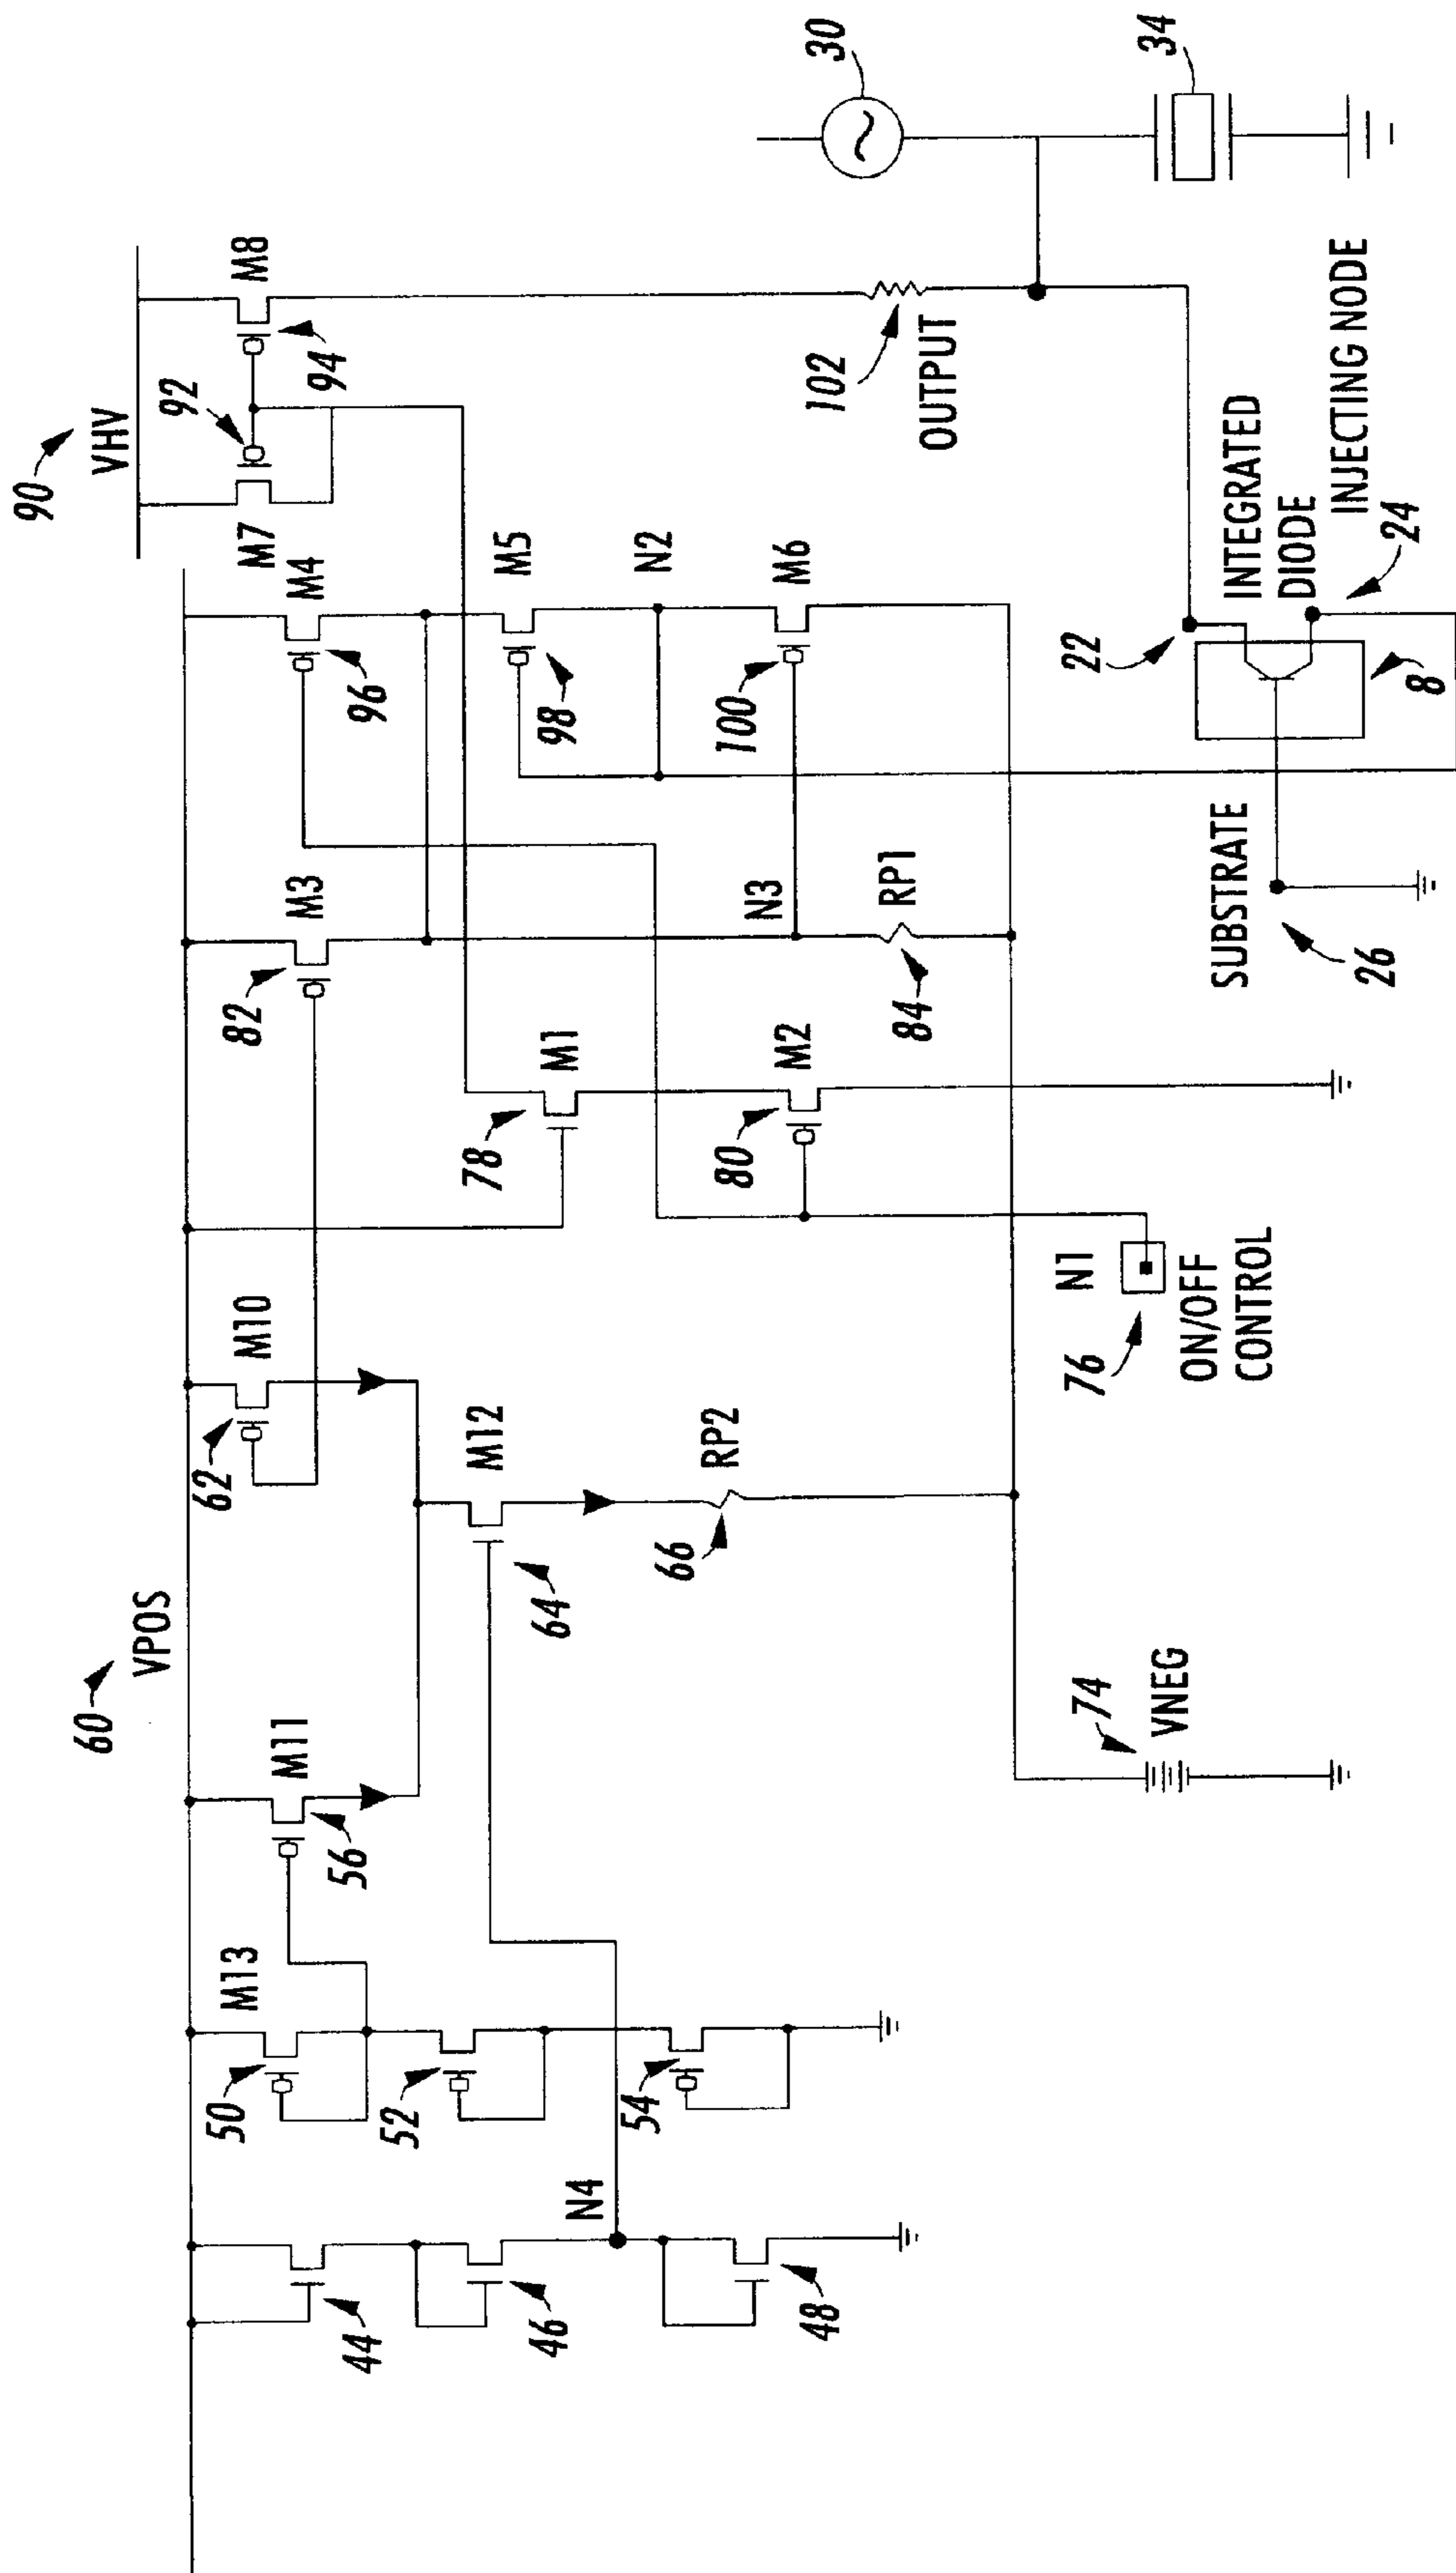 90
VHV
92
M7
M8
94
60
VPOS
M13
50
52
54
44
46
48
N4
M11
56
62
M10
M12
64
RP2
66
74
VNEG
82
M3
M4
96
M5
98
N2
78
M1
M2
80
N3
RP1
84
100
M6
76
N1
ON/OFF
CONTROL
30
34
102
OUTPUT
22
INTEGRATED
DIODE
INJECTING NODE
24
8
SUBSTRATE
26